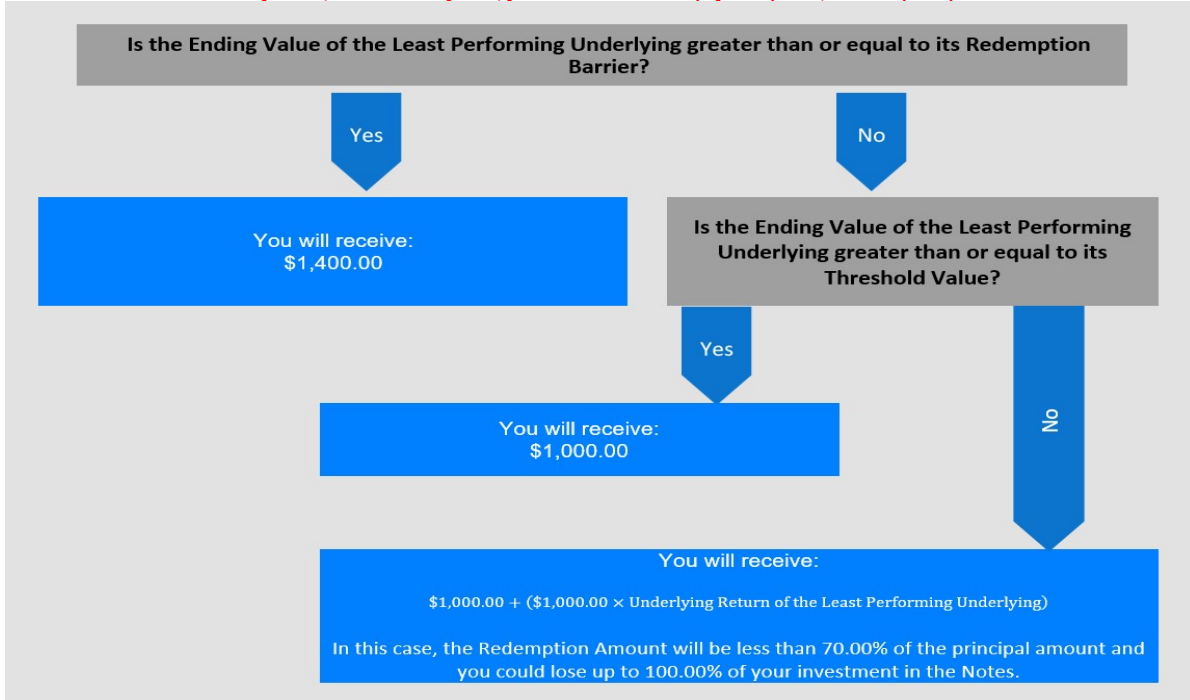 Is the Ending Value of the Least Performing Underlying greater than or equal to its Redemption
Barrier?
Yes
No
You will receive:
$1,400.00
Is the Ending Value of the Least Performing
Underlying greater than or equal to its
Threshold Value?
Yes
No
You will receive:
$1,000.00
You will receive:
$1,000.00 + ($1,000.00 × Underlying Return of the Least Performing Underlying)
In this case, the Redemption Amount will be less than 70.00% of the principal amount and
you could lose up to 100.00% of your investment in the Notes.